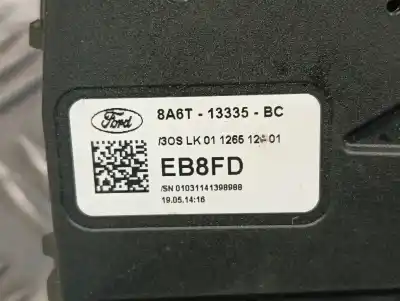 Ford
8A6T - 13335 - BC
/3OS LK 01 1265 12 01
EB8FD
/SN 01031141398988
19.05.14:16